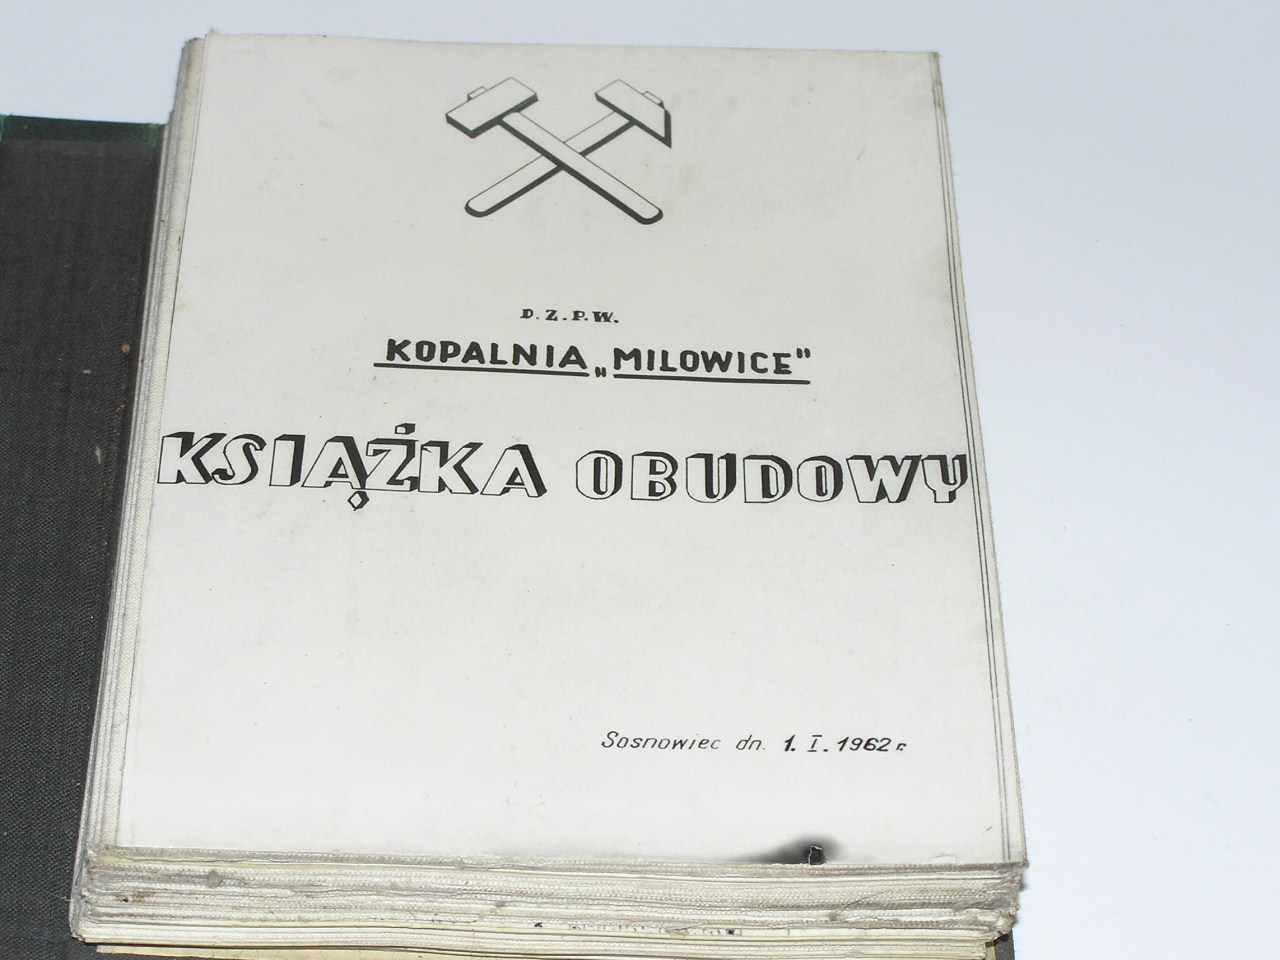 D.Z.P.W.
KOPALNIA „MILOWICE"
KSIĄŻKA OBUDOWY
Sosnowiec dn. 1. I. 1962 r.